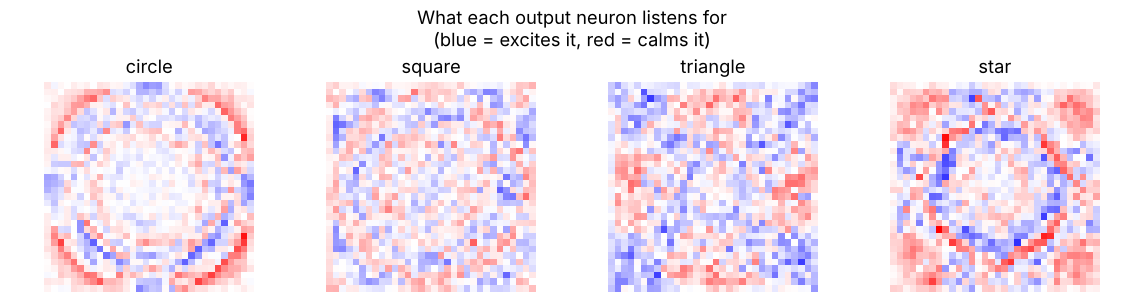 What each output neuron listens for
(blue = excites it, red = calms it)
circle
square
triangle
star